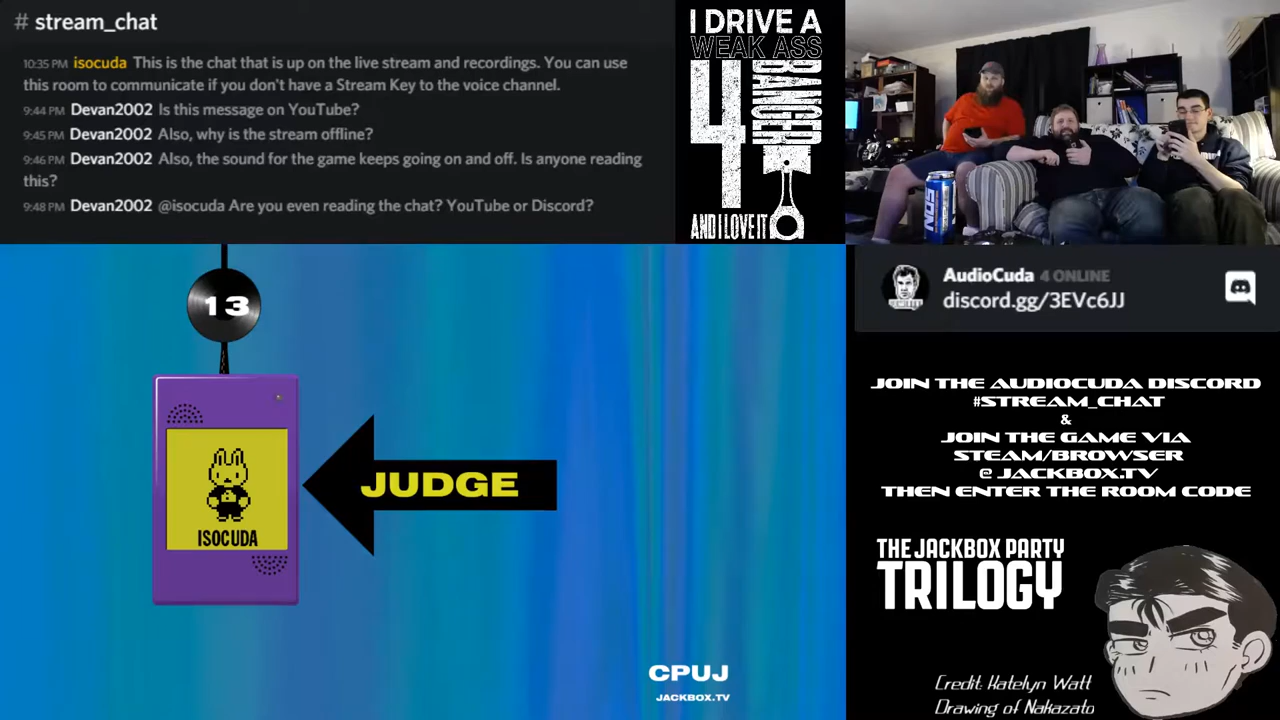 # stream_chat
10:35 PM isocuda This is the chat that is up on the live stream and recordings. You can use
this room to communicate if you don't have a Stream Key to the voice channel.
9:44 PM Devan2002 Is this message on YouTube?
9:45 PM Devan2002 Also, why is the stream offline?
9:46 PM Devan2002 Also, the sound for the game keeps going on and off. Is anyone reading
this?
9:48 PM Devan2002 @isocuda Are you even reading the chat? YouTube or Discord?
I DRIVE A
WEAK ASS
4
BANGER
AND I LOVE IT
13
ISOCUDA
JUDGE
CPUJ
JACKBOX.TV
AudioCuda 4 ONLINE
discord.gg/3EVc6JJ
JOIN THE AUDIOCUDA DISCORD
#STREAM_CHAT
&
JOIN THE GAME VIA
STEAM/BROWSER
@ JACKBOX.TV
THEN ENTER THE ROOM CODE
THE JACKBOX PARTY
TRILOGY
Credit: Katelyn Watt
Drawing of Nakazato